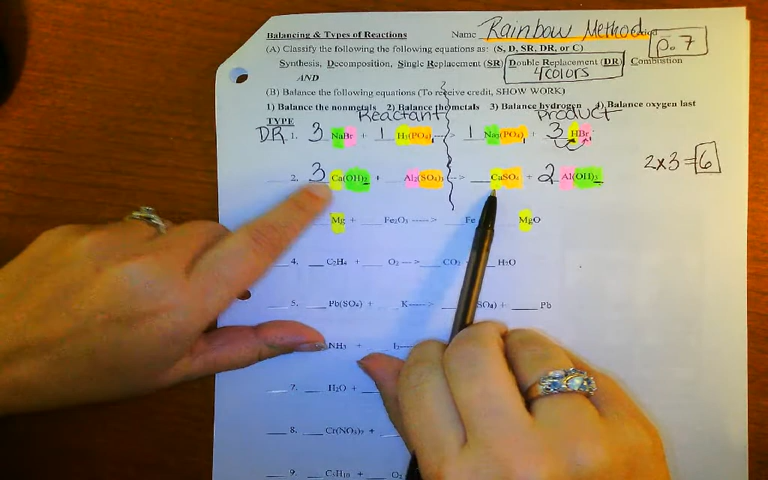 Balancing & Types of Reactions Name Rainbow Method
p. 7
(A) Classify the following the following equations as: (S, D, SR, DR, or C)
Synthesis, Decomposition, Single Replacement (SR) Double Replacement (DR) Combustion
4 colors
AND
(B) Balance the following equations (To receive credit, SHOW WORK)
1) Balance the nonmetals 2) Balance the metals 3) Balance hydrogen 4) Balance oxygen last
TYPE Reactant Product
DR 1. 3 NaBr + 1 H₃(PO₄) > 1 Na₃(PO₄) + 3 HBr
2 x 3 = 6
2. 3 Ca(OH)₂ + Al₂(SO₄)₃ --> CaSO₄ + 2 Al(OH)₃
Mg + Fe₂O₃ ----> Fe MgO
4. C₂H₄ + O₂ --> CO₂ H₂O
5. Pb(SO₄) + K----> SO₄) + Pb
NH₃
7. H₂O +
8. Cr(NO₃)₂ +
9. C₅H₁₀ + O₂